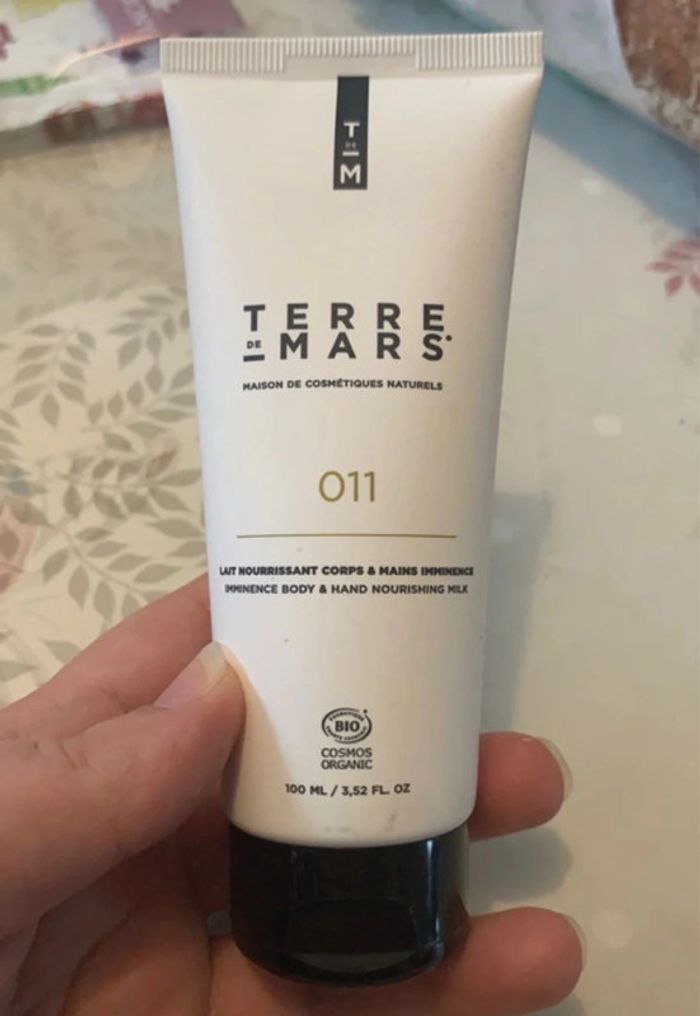 T
DE
M
TERRE
DE MARS
MAISON DE COSMÉTIQUES NATURELS
011
LAIT NOURRISSANT CORPS & MAINS IMMINENCE
IMMINENCE BODY & HAND NOURISHING MILK
BIO
COSMOS
ORGANIC
100 ML / 3,52 FL. OZ